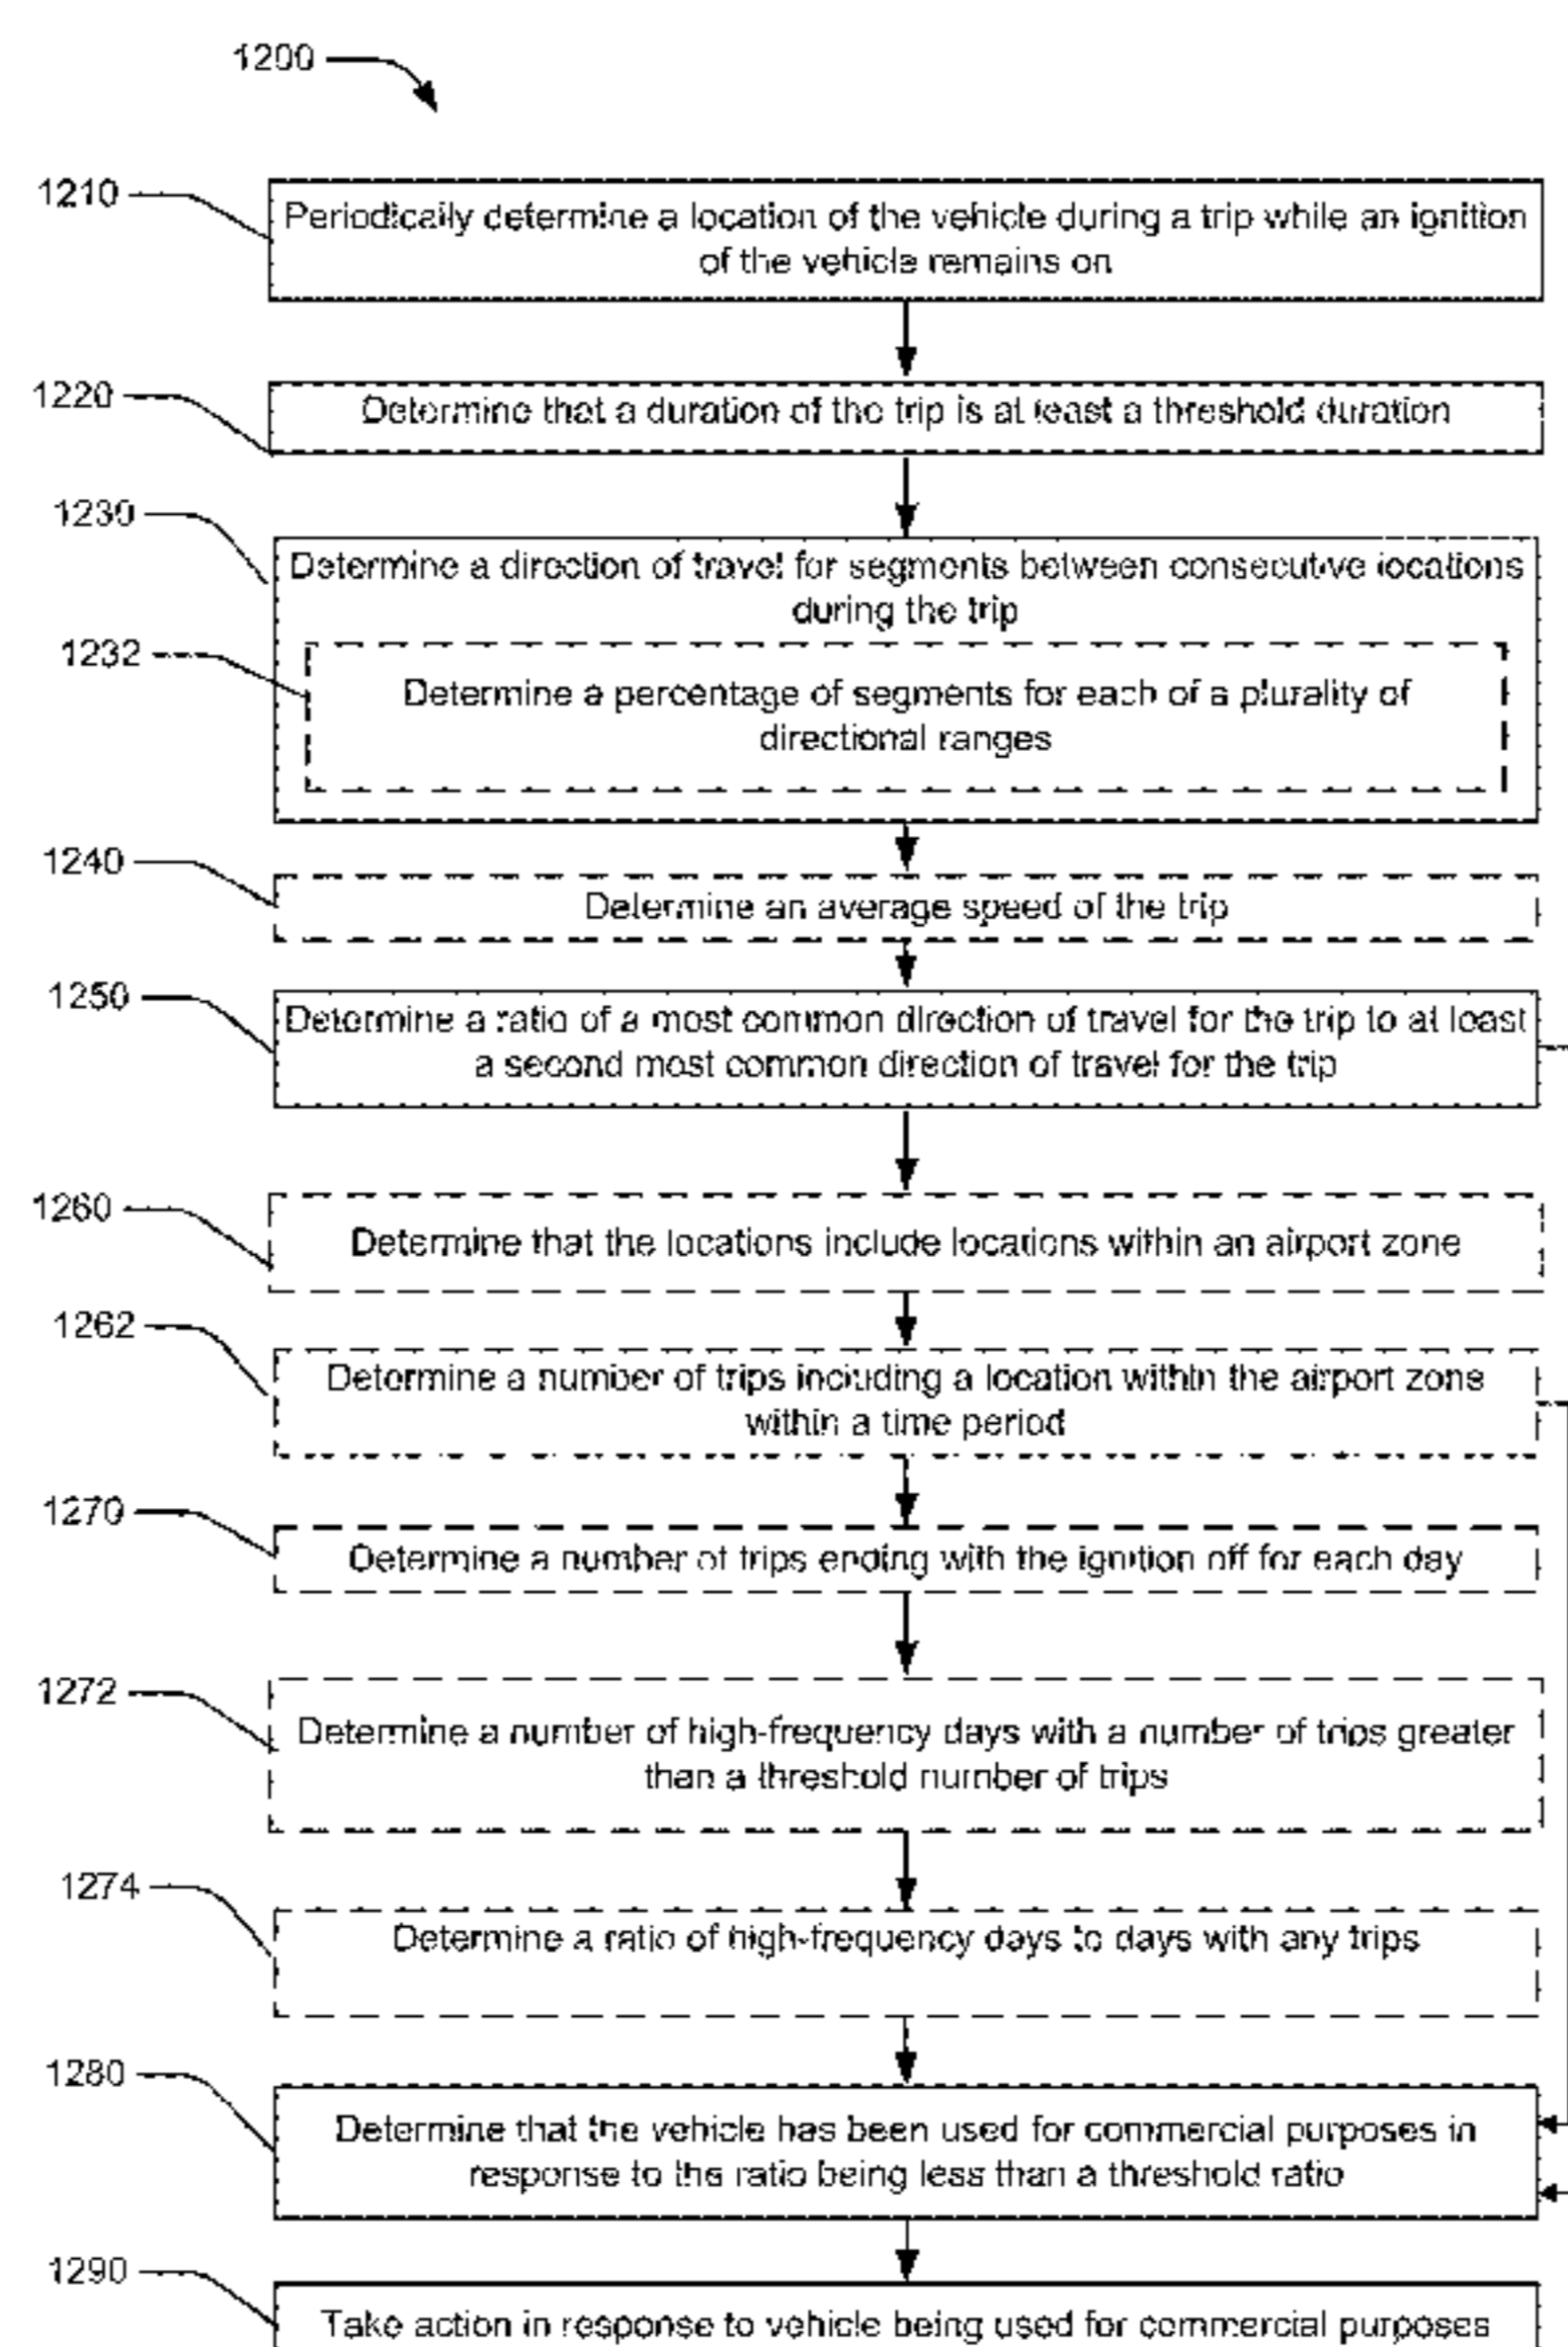 1200
1210
Periodically determine a location of the vehicle during a trip while an ignition
of the vehicle remains on
1220
Determine that a duration of the trip is at least a threshold duration
1230
Determine a direction of travel for segments between consecutive locations
during the trip
1232
Determine a percentage of segments for each of a plurality of
directional ranges
1240
Determine an average speed of the trip
1250
Determine a ratio of a most common direction of travel for the trip to at least
a second most common direction of travel for the trip
1260
Determine that the locations include locations within an airport zone
1262
Determine a number of trips including a location within the airport zone
within a time period
1270
Determine a number of trips ending with the ignition off for each day
1272
Determine a number of high-frequency days with a number of trips greater
than a threshold number of trips
1274
Determine a ratio of high-frequency days to days with any trips
1280
Determine that the vehicle has been used for commercial purposes in
response to the ratio being less than a threshold ratio
1290
Take action in response to vehicle being used for commercial purposes